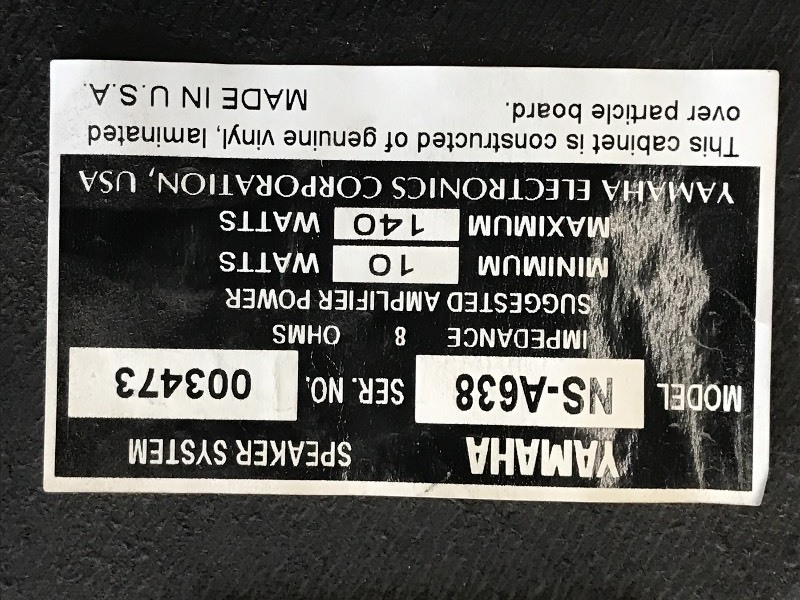 YAMAHA SPEAKER SYSTEM
MODEL NS-A638 SER. NO. 003473
IMPEDANCE 8 OHMS
SUGGESTED AMPLIFIER POWER
MINIMUM 10 WATTS
MAXIMUM 140 WATTS
YAMAHA ELECTRONICS CORPORATION, USA
This cabinet is constructed of genuine vinyl, laminated
over particle board. MADE IN U.S.A.